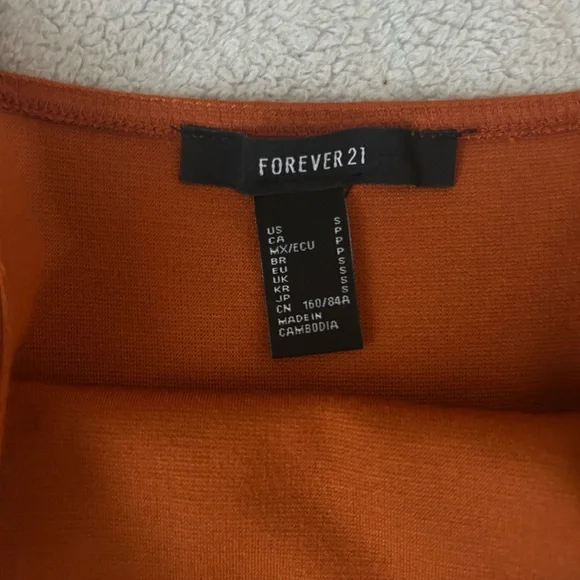 FOREVER 21
US S
CA P
MX/ECU P
BR P
EU S
UK S
KR S
JP S
CN 160/84A
MADE IN
CAMBODIA